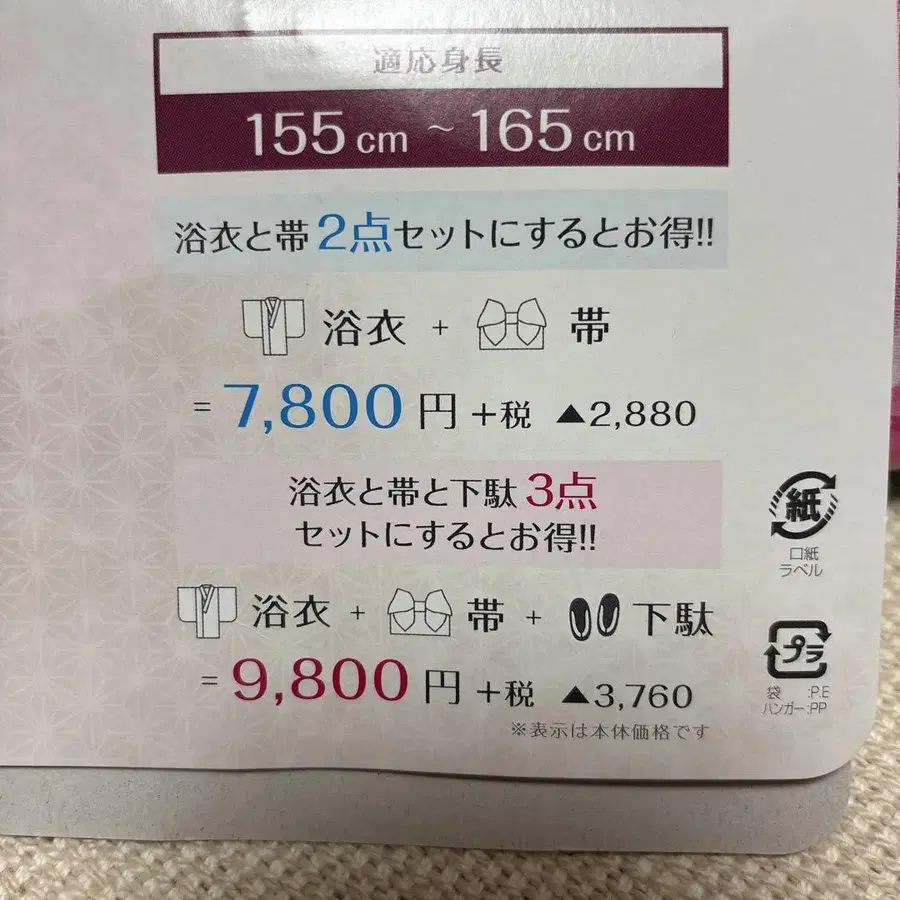 適応身長
155cm ~ 165cm
浴衣と帯2点セットにするとお得!!
浴衣 + 帯
= 7,800円+税 ▲2,880
浴衣と帯と下駄3点
セットにするとお得!!
浴衣 + 帯 + 下駄
= 9,800円+税 ▲3,760
※表示は本体価格です
紙
口紙
ラベル
プラ
袋 :P.E
ハンガー:PP